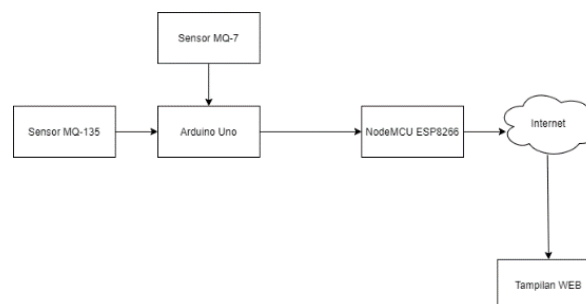 Sensor MQ-7
Sensor MQ-135
Arduino Uno
NodeMCU ESP8266
Internet
Tampilan WEB